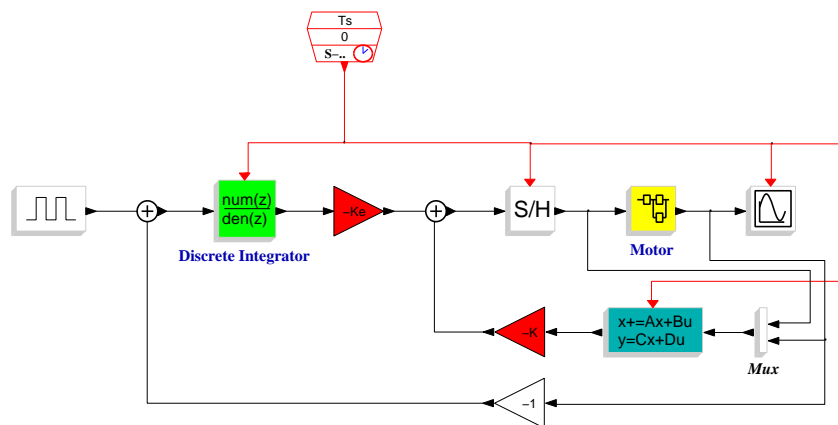 Ts
0
S-..
num(z)
den(z)
-Ke
S/H
Discrete Integrator
Motor
-K
x+=Ax+Bu
y=Cx+Du
Mux
-1